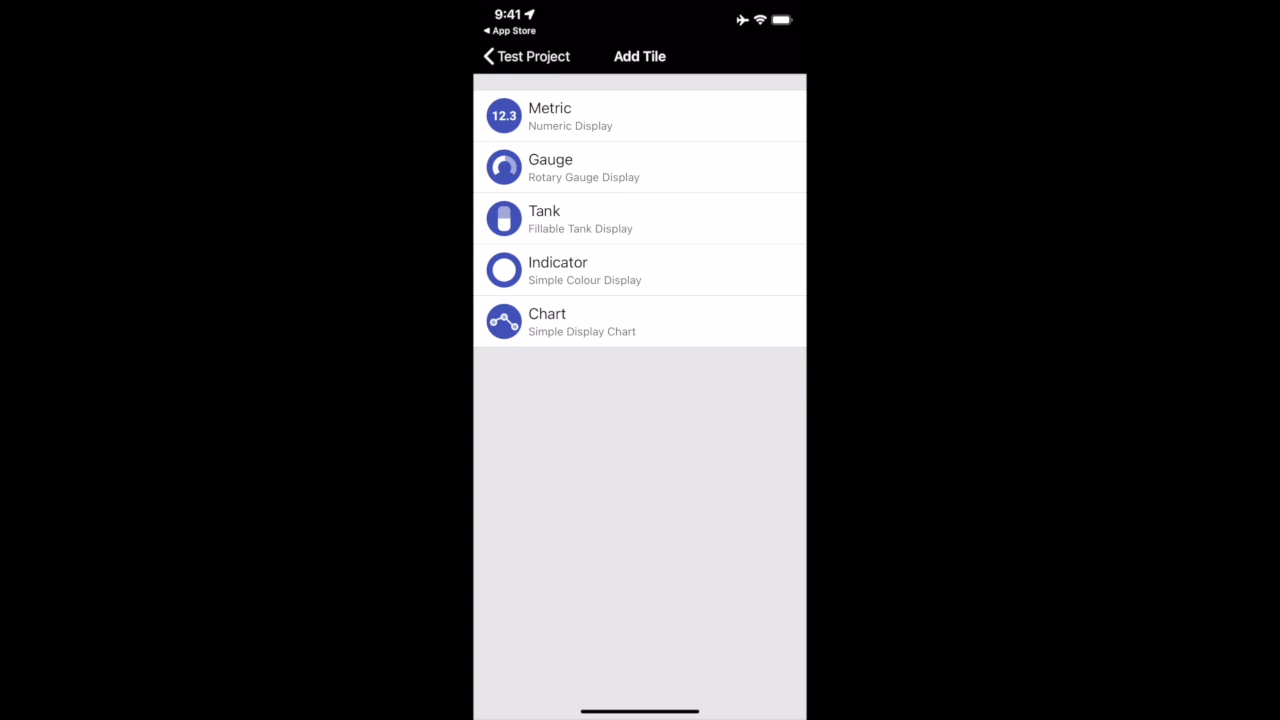 9:41
◀ App Store
Test Project
Add Tile
12.3
Metric
Numeric Display
Gauge
Rotary Gauge Display
Tank
Fillable Tank Display
Indicator
Simple Colour Display
Chart
Simple Display Chart